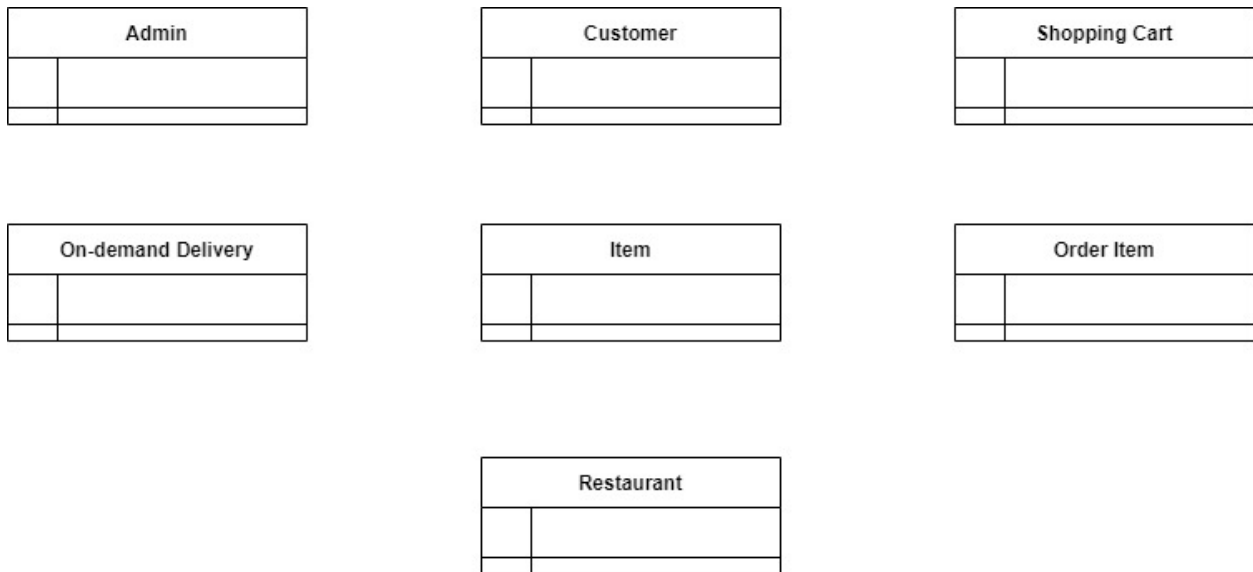 Admin
Customer
Shopping Cart
On-demand Delivery
Item
Order Item
Restaurant